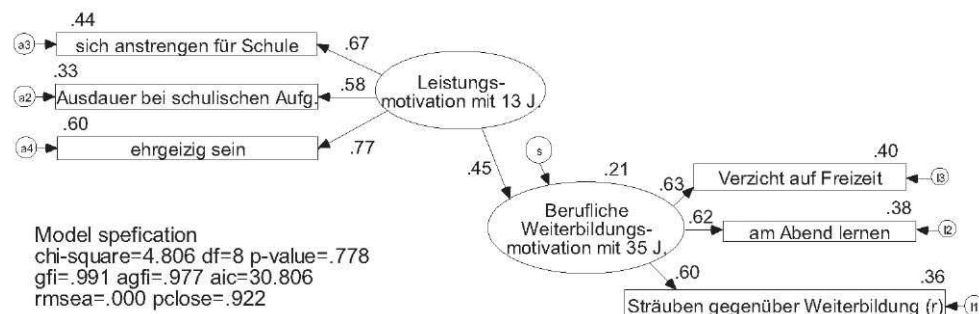 .44
a3
sich anstrengen für Schule
.67
.33
a2
Ausdauer bei schulischen Aufg.
.58
Leistungs-
motivation mit 13 J.
.60
a4
ehrgeizig sein
.77
.45
s
.21
.63
.40
Verzicht auf Freizeit
l3
Berufliche
Weiterbildungs-
motivation mit 35 J.
.62
.38
am Abend lernen
l2
.60
.36
Sträuben gegenüber Weiterbildung (r)
l1
Model spefication
chi-square=4.806 df=8 p-value=.778
gfi=.991 agfi=.977 aic=30.806
rmsea=.000 pclose=.922